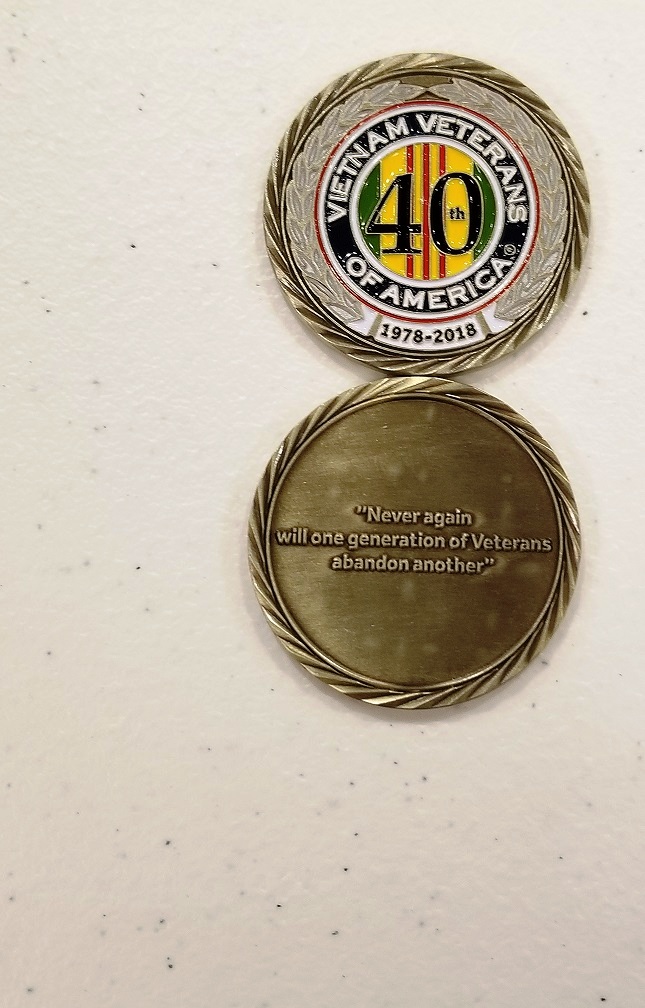 VIETNAM VETERANS
40th
OF AMERICA®
1978-2018
"Never again
will one generation of Veterans
abandon another"